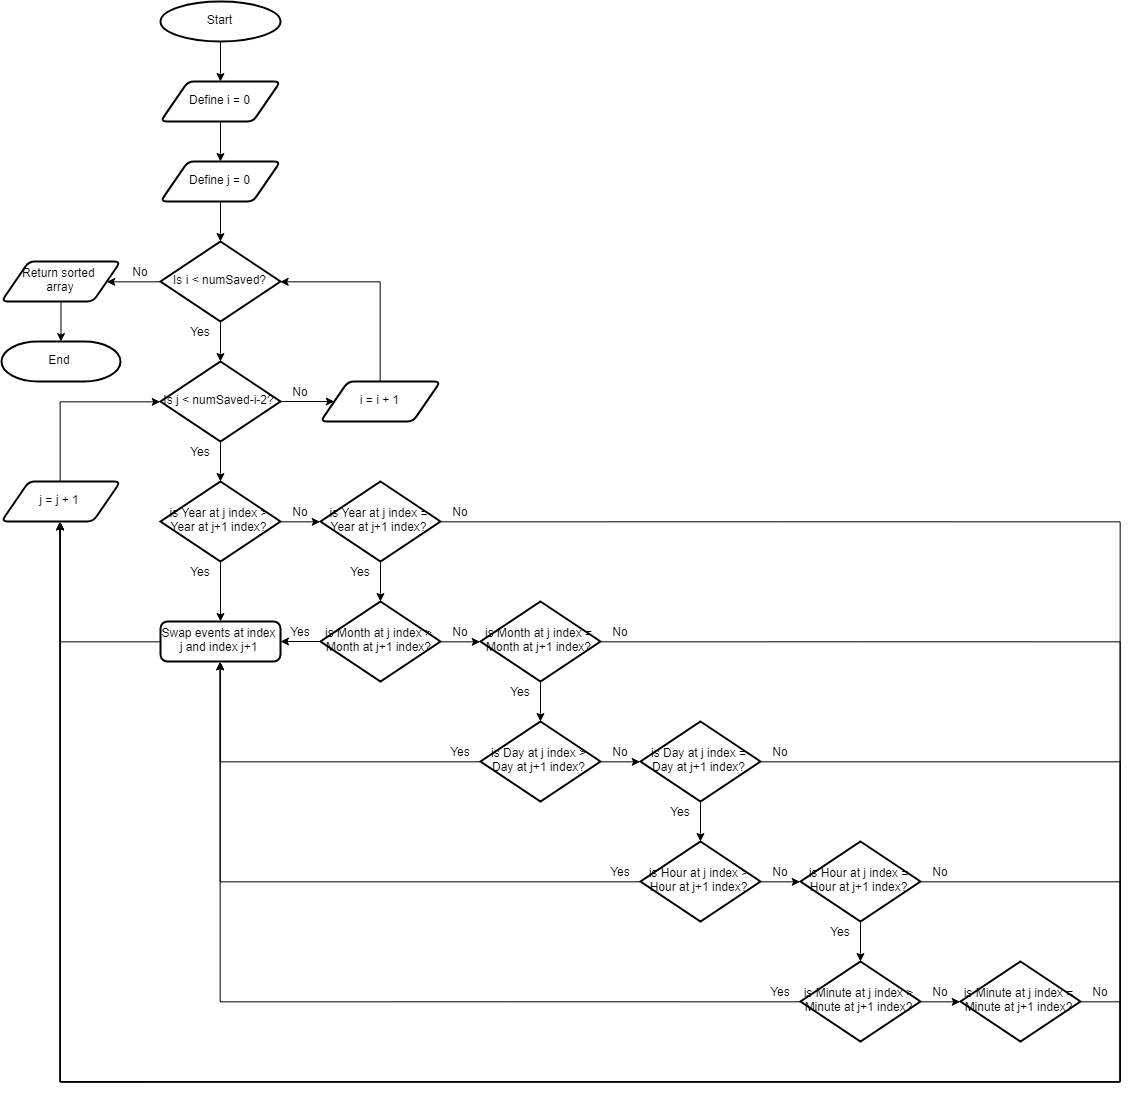 Start
Define i = 0
Define j = 0
Is i < numSaved?
No
Return sorted
array
Yes
End
Is j < numSaved-i-2?
No
i = i + 1
Yes
j = j + 1
is Year at j index >
Year at j+1 index?
No
is Year at j index =
Year at j+1 index?
No
Yes
Yes
Swap events at index
j and index j+1
Yes
is Month at j index >
Month at j+1 index?
No
is Month at j index =
Month at j+1 index?
No
Yes
Yes
is Day at j index >
Day at j+1 index?
No
is Day at j index =
Day at j+1 index?
No
Yes
Yes
is Hour at j index >
Hour at j+1 index?
No
is Hour at j index =
Hour at j+1 index?
No
Yes
Yes
is Minute at j index >
Minute at j+1 index?
No
is Minute at j index =
Minute at j+1 index?
No